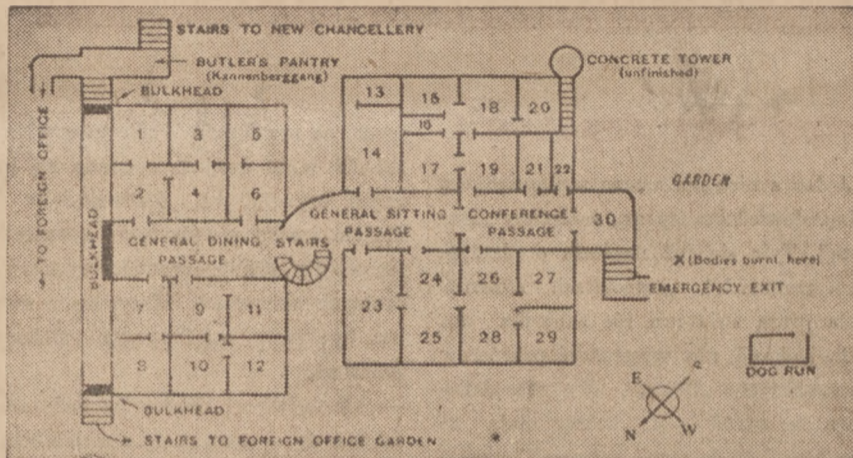 STAIRS TO NEW CHANCELLERY
BUTLER'S PANTRY
(Kannenberggang)
CONCRETE TOWER
(unfinished)
BULKHEAD
13
15
18
20
16
1
3
5
14
17
19
21
22
2
4
6
TO FOREIGN OFFICE
BULKHEAD
GARDEN
GENERAL DINING
PASSAGE
STAIRS
GENERAL SITTING
PASSAGE
CONFERENCE
PASSAGE
30
X (Bodies burnt here)
EMERGENCY EXIT
7
9
11
24
26
27
23
8
10
12
25
28
29
DOG RUN
BULKHEAD
E
N
W
STAIRS TO FOREIGN OFFICE GARDEN